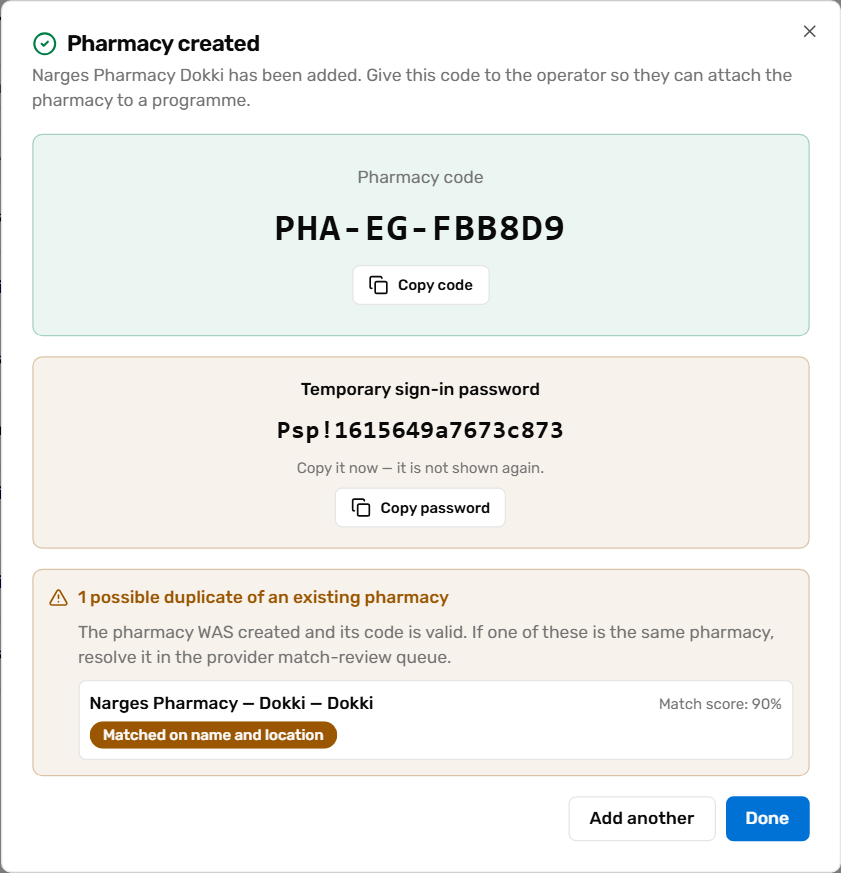 Pharmacy created
Narges Pharmacy Dokki has been added. Give this code to the operator so they can attach the
pharmacy to a programme.
Pharmacy code
PHA-EG-FBB8D9
Copy code
Temporary sign-in password
Psp!1615649a7673c873
Copy it now — it is not shown again.
Copy password
1 possible duplicate of an existing pharmacy
The pharmacy WAS created and its code is valid. If one of these is the same pharmacy,
resolve it in the provider match-review queue.
Narges Pharmacy — Dokki — Dokki
Match score: 90%
Matched on name and location
Add another
Done